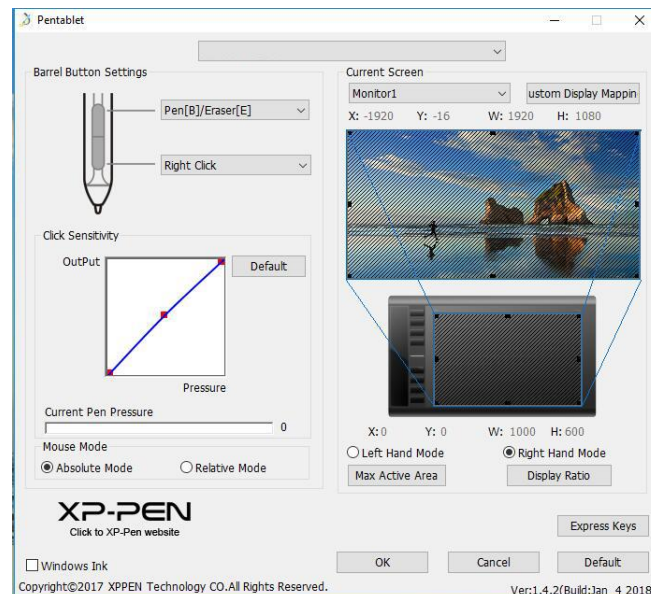 Pentablet
Barrel Button Settings
Pen[B]/Eraser[E]
Right Click
Click Sensitivity
OutPut
Default
Pressure
Current Pen Pressure
0
Mouse Mode
Absolute Mode
Relative Mode
XP-PEN
Click to XP-Pen website
Windows Ink
Copyright©2017 XPPEN Technology CO.All Rights Reserved.
Current Screen
Monitor1
ustom Display Mappin
X: -1920 Y: -16 W: 1920 H: 1080
X: 0 Y: 0 W: 1000 H: 600
Left Hand Mode
Right Hand Mode
Max Active Area
Display Ratio
Express Keys
OK
Cancel
Default
Ver:1.4.2(Build:Jan 4 2018